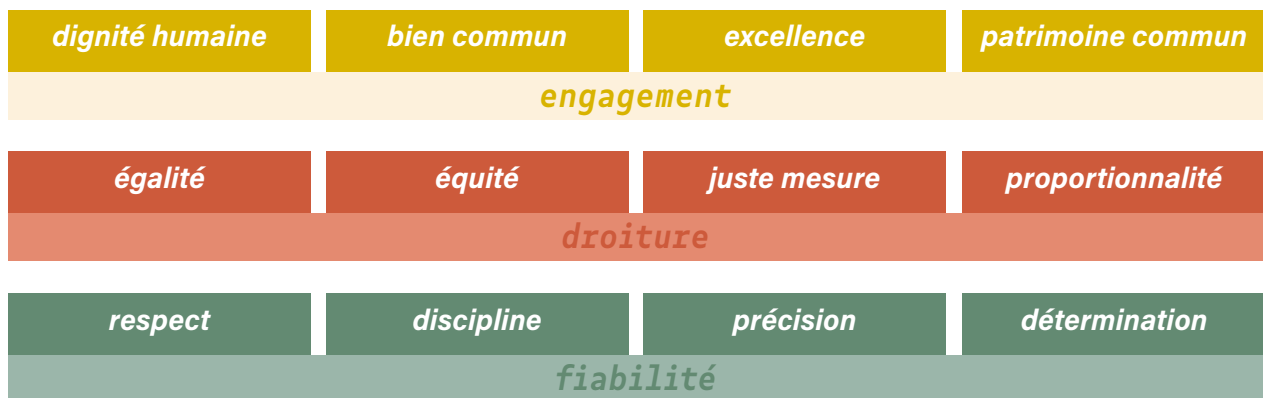 dignité humaine bien commun excellence patrimoine commun
engagement
égalité équité juste mesure proportionnalité
droiture
respect discipline précision détermination
fiabilité